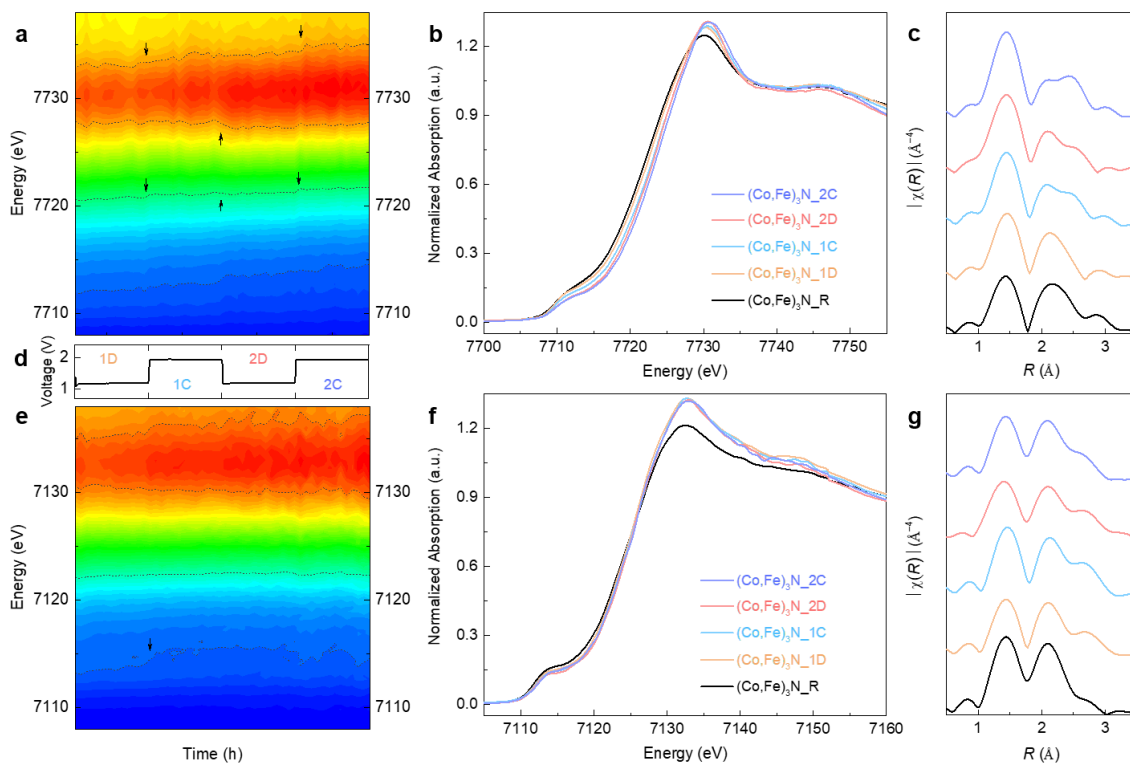 a
Energy (eV)
7730
7720
7710
7730
7720
7710
b
Normalized Absorption (a.u.)
1.2
0.9
0.6
0.3
0.0
(Co,Fe)₃N_2C
(Co,Fe)₃N_2D
(Co,Fe)₃N_1C
(Co,Fe)₃N_1D
(Co,Fe)₃N_R
7700 7710 7720 7730 7740 7750
Energy (eV)
c
| χ(R) | (Å⁻⁴)
1 2 3
R (Å)
d
Voltage (V)
2
1
1D 2D
1C 2C
e
Energy (eV)
7130
7120
7110
7130
7120
7110
Time (h)
f
Normalized Absorption (a.u.)
1.2
0.9
0.6
0.3
0.0
(Co,Fe)₃N_2C
(Co,Fe)₃N_2D
(Co,Fe)₃N_1C
(Co,Fe)₃N_1D
(Co,Fe)₃N_R
7110 7120 7130 7140 7150 7160
Energy (eV)
g
| χ(R) | (Å⁻⁴)
1 2 3
R (Å)